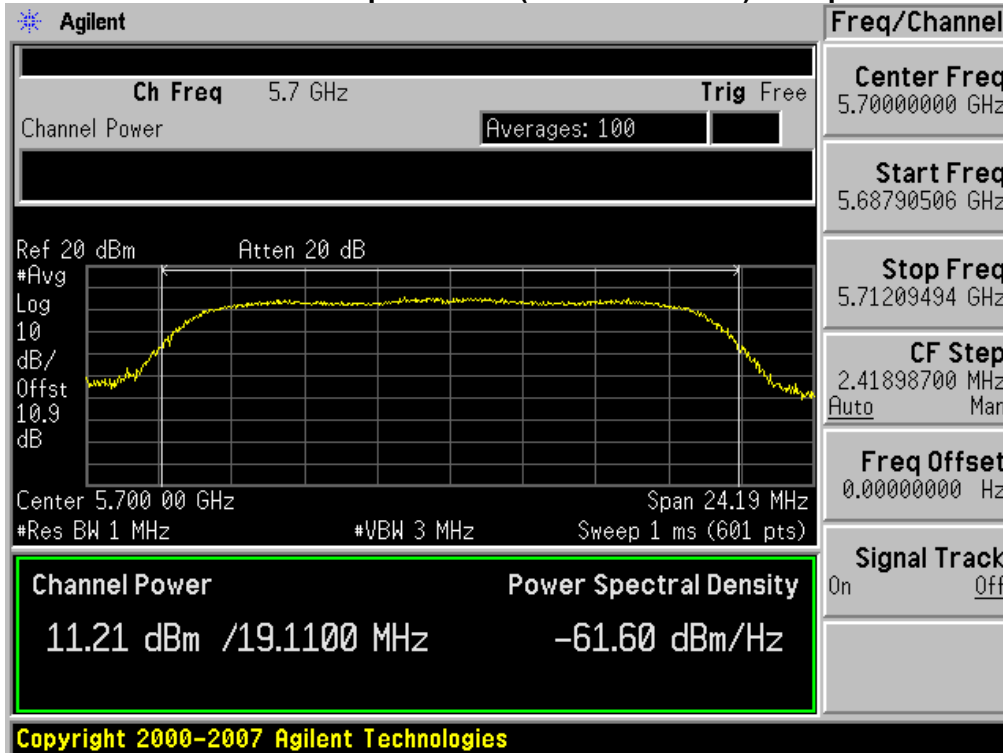 Agilent
Freq/Channel
Ch Freq 5.7 GHz Trig Free
Channel Power Averages: 100
Center Freq
5.70000000 GHz
Start Freq
5.68790506 GHz
Stop Freq
5.71209494 GHz
CF Step
2.41898700 MHz
Auto Man
Freq Offset
0.00000000 Hz
Signal Track
On Off
Ref 20 dBm Atten 20 dB
#Avg
Log
10
dB/
Offst
10.9
dB
Center 5.700 00 GHz Span 24.19 MHz
#Res BW 1 MHz #VBW 3 MHz Sweep 1 ms (601 pts)
Channel Power Power Spectral Density
11.21 dBm /19.1100 MHz -61.60 dBm/Hz
Copyright 2000-2007 Agilent Technologies